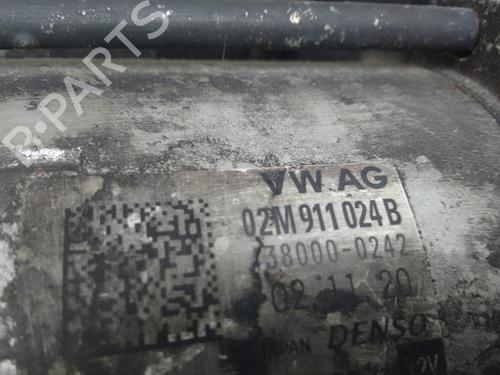 B-PARTS
VW AG
02M 911 024 B
38000-0242
02.11.20
DENSO